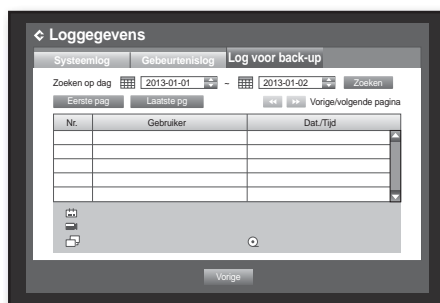 Loggegevens
Systeemlog Gebeurtenislog Log voor back-up
Zoeken op dag 2013-01-01 ~ 2013-01-02 Zoeken
Eerste pag Laatste pg Vorige/volgende pagina
Nr. Gebruiker Dat./Tijd
Vorige